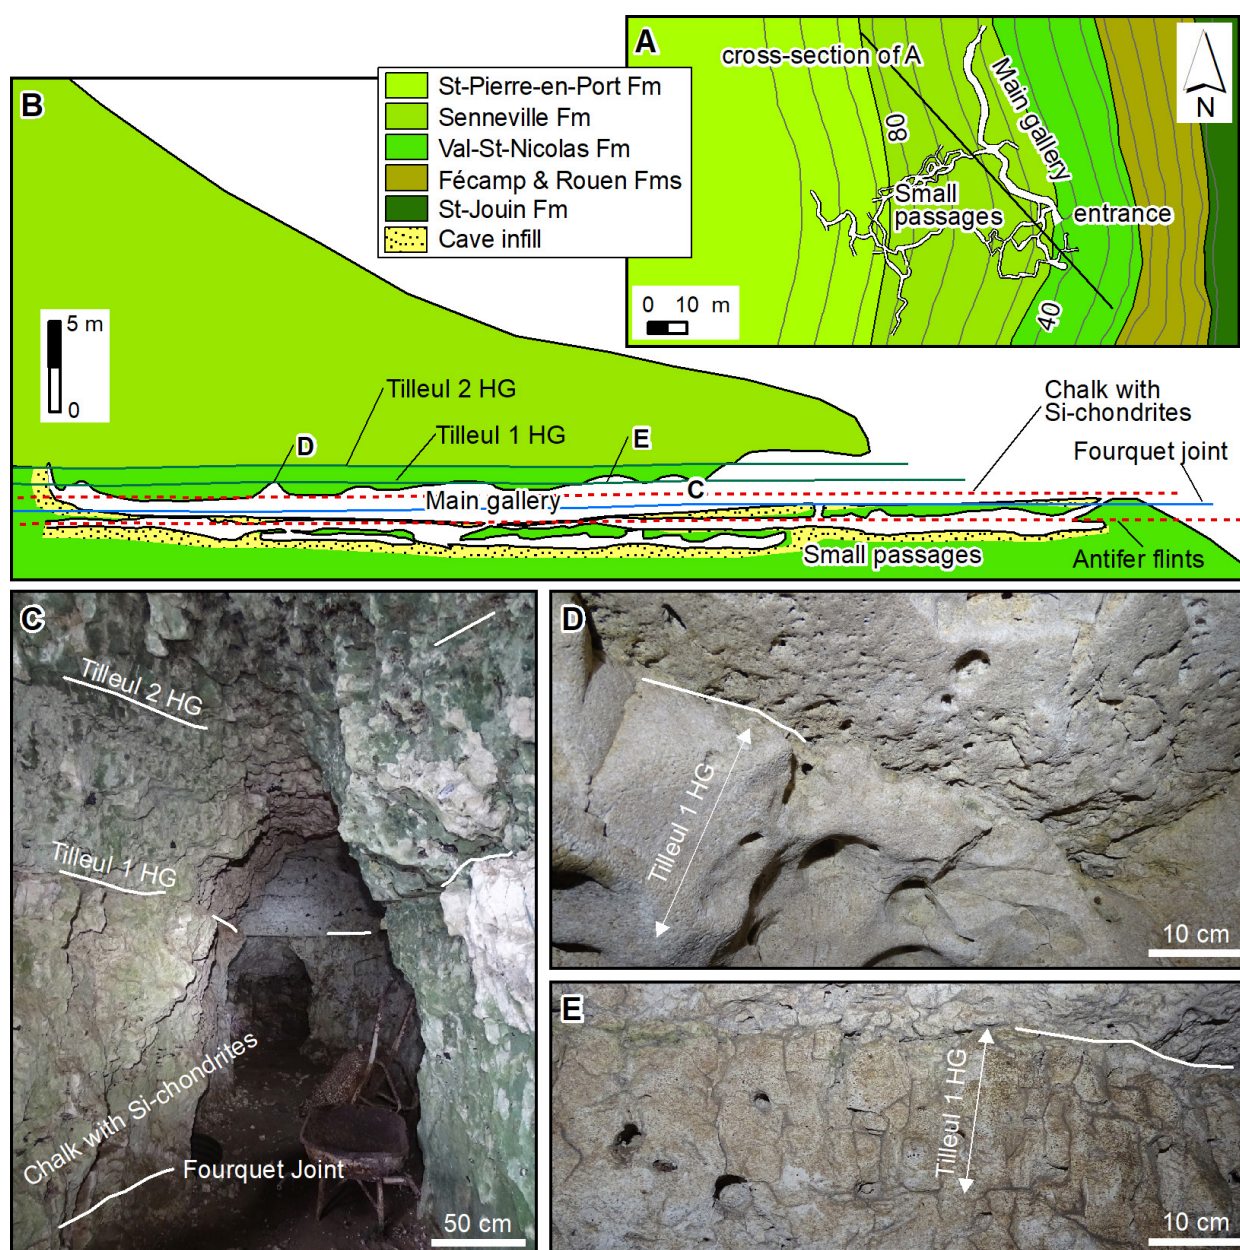 A
cross-section of A
Main gallery
N
80
Small
passages
entrance
0 10 m
40
B
St-Pierre-en-Port Fm
Senneville Fm
Val-St-Nicolas Fm
Fécamp & Rouen Fms
St-Jouin Fm
Cave infill
5 m
0
Tilleul 2 HG
Tilleul 1 HG
D
E
C
Chalk with
Si-chondrites
Fourquet joint
Main gallery
Small passages
Antifer flints
C
Tilleul 2 HG
Tilleul 1 HG
Chalk with Si-chondrites
Fourquet Joint
50 cm
D
Tilleul 1 HG
10 cm
E
Tilleul 1 HG
10 cm